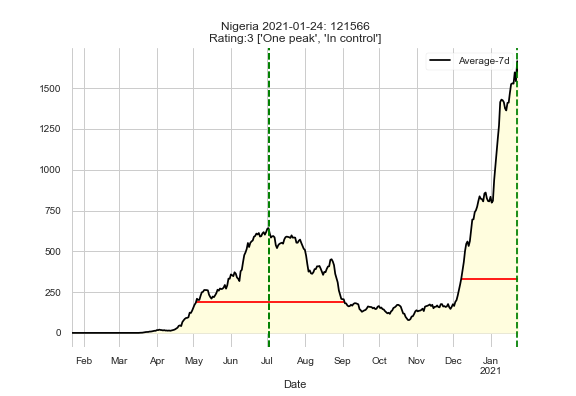 Nigeria 2021-01-24: 121566
Rating:3 ['One peak', 'In control']
Average-7d
1500
1250
1000
750
500
250
0
Feb Mar Apr May Jun Jul Aug Sep Oct Nov Dec Jan
2021
Date